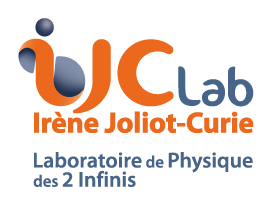 iJCLab
Irène Joliot-Curie
Laboratoire de Physique
des 2 Infinis